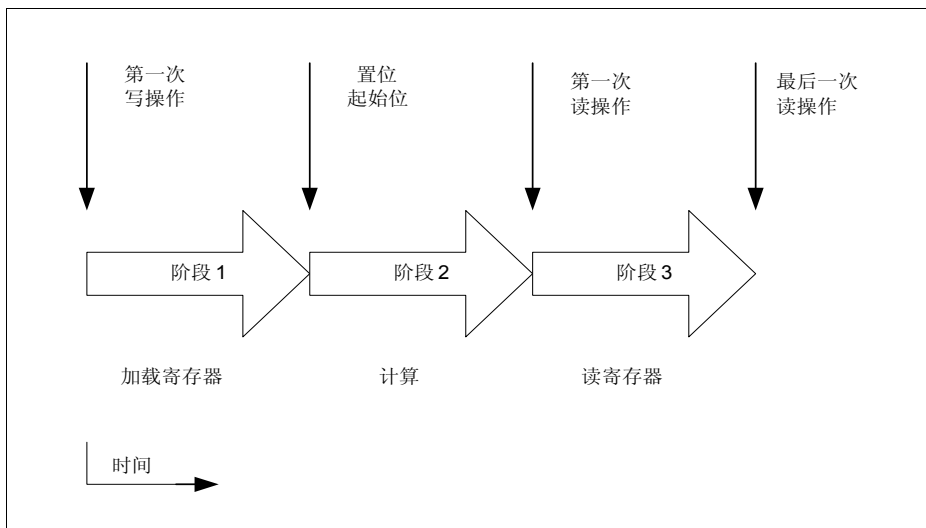 第一次
写操作
置位
起始位
第一次
读操作
最后一次
读操作
阶段 1
阶段 2
阶段 3
加载寄存器
计算
读寄存器
时间